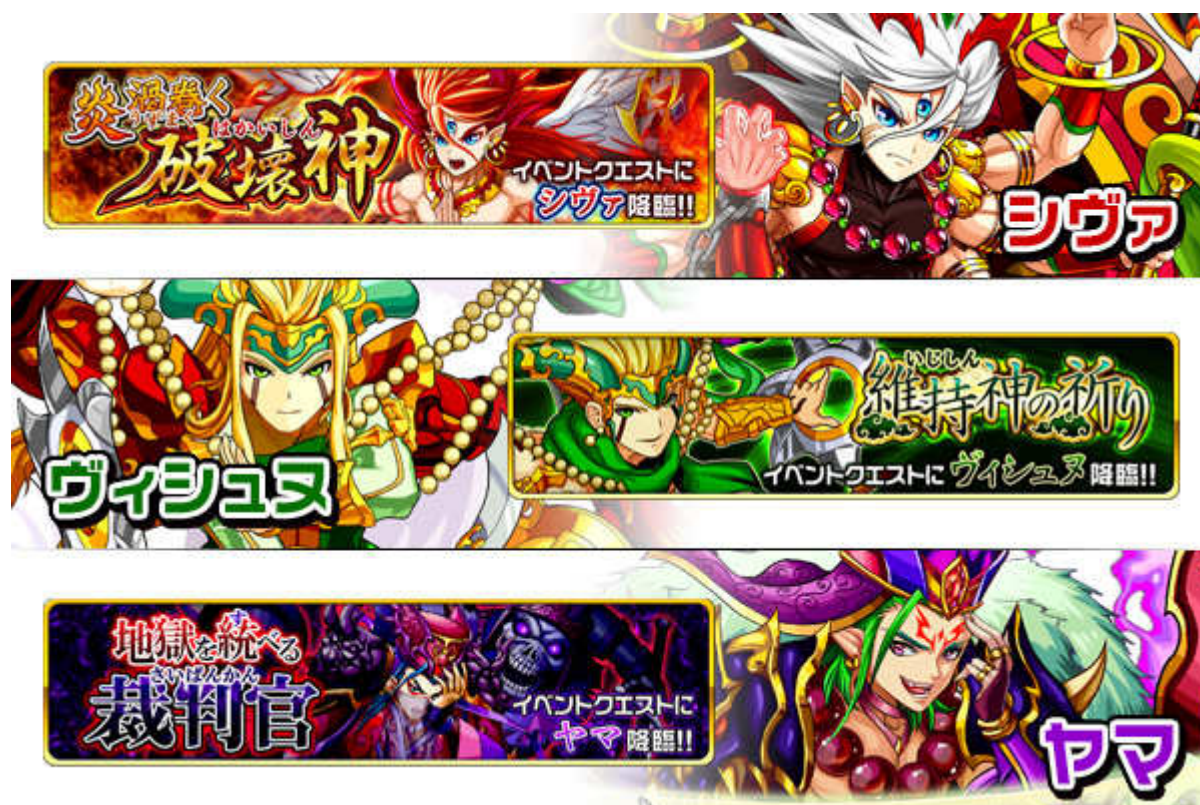 炎渦巻く
うずまく
はかいしん
破壊神
イベントクエストに
シヴァ降臨!!
シヴァ
ヴィシュヌ
いじしん
維持神の祈り
イベントクエストにヴィシュヌ降臨!!
す
地獄を統べる
さいばんかん
裁判官
イベントクエストに
ヤマ降臨!!
ヤマ